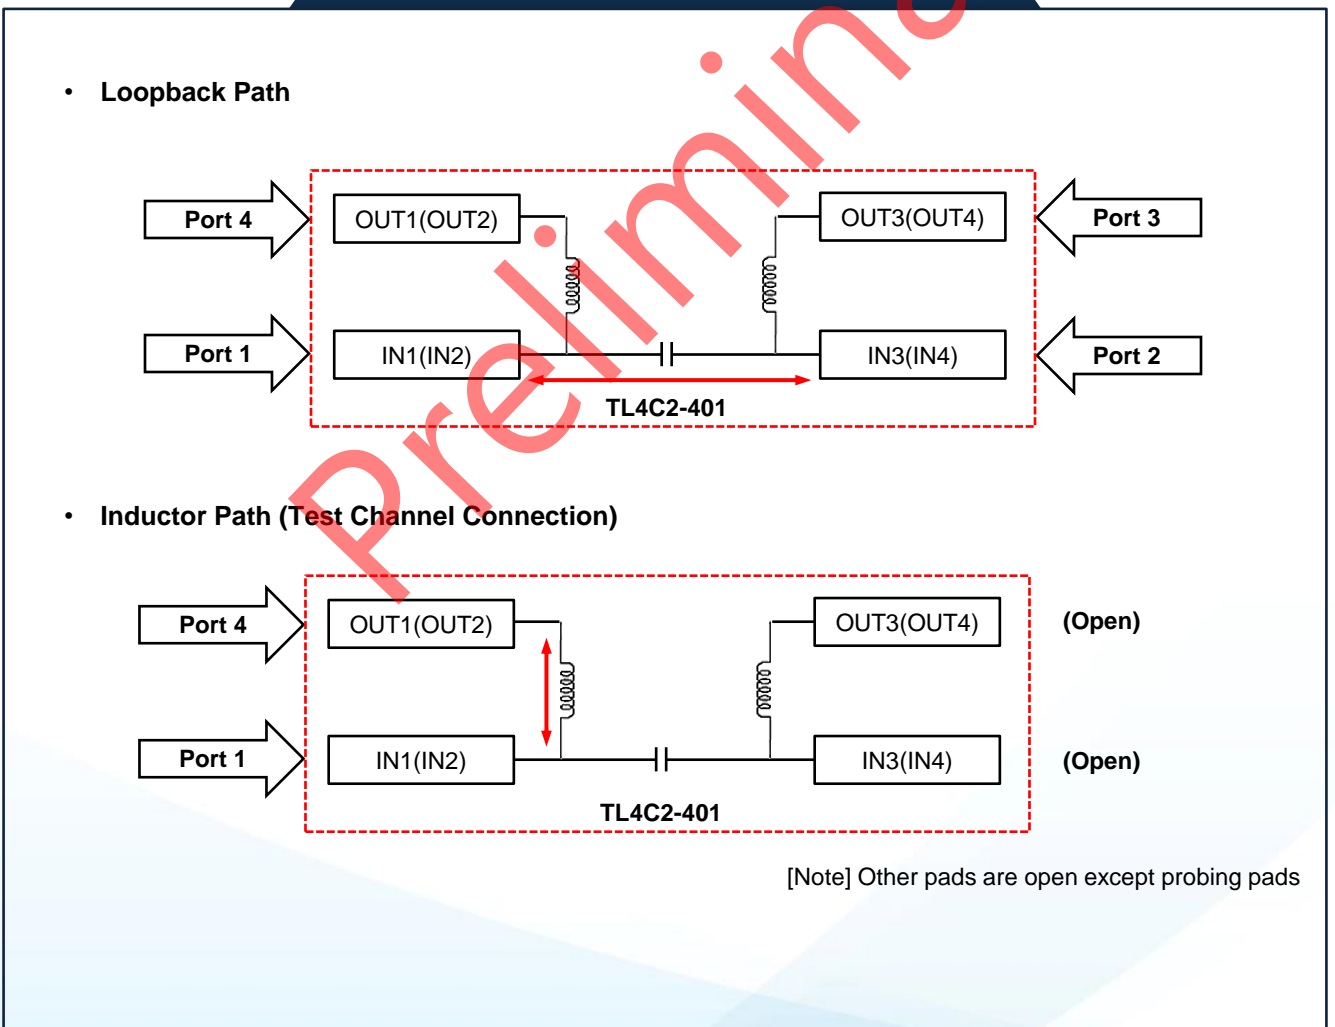 • Loopback Path
Port 4
OUT1(OUT2)
OUT3(OUT4)
Port 3
Port 1
IN1(IN2)
IN3(IN4)
Port 2
TL4C2-401
• Inductor Path (Test Channel Connection)
Port 4
OUT1(OUT2)
OUT3(OUT4)
(Open)
Port 1
IN1(IN2)
IN3(IN4)
(Open)
TL4C2-401
[Note] Other pads are open except probing pads